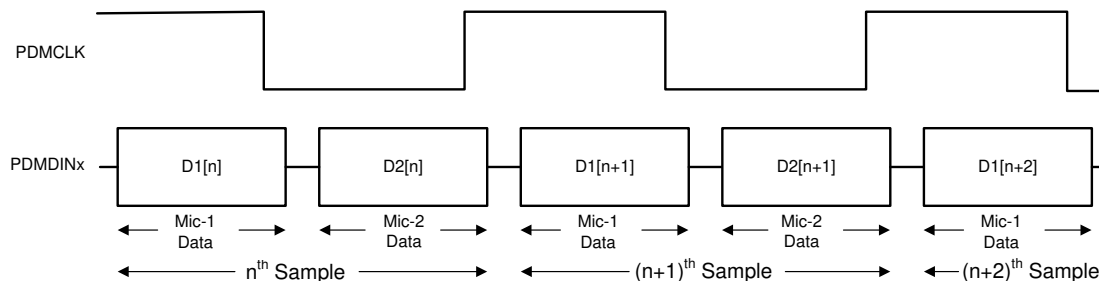 PDMCLK
PDMDINx
D1[n]
D2[n]
D1[n+1]
D2[n+1]
D1[n+2]
Mic-1
Data
Mic-2
Data
Mic-1
Data
Mic-2
Data
Mic-1
Data
nth Sample
(n+1)th Sample
(n+2)th Sample